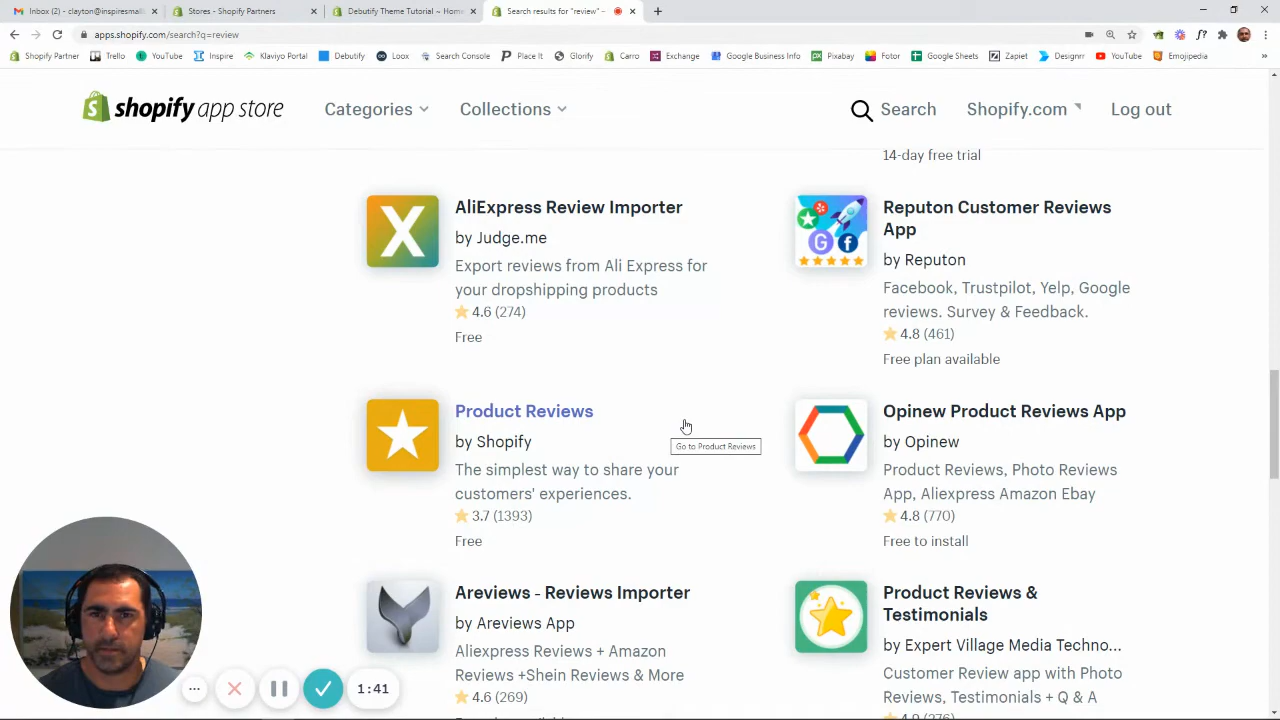 Inbox (2) - clayton@inspiresmall
Stores - Shopify Partners
Debutify Theme Tutorial ~ Home
Search results for "review" –
apps.shopify.com/search?q=review
Shopify Partner
Trello
YouTube
Inspire
Klaviyo Portal
Debutify
Loox
Search Console
Place It
Glorify
Carro
Exchange
Google Business Info
Pixabay
Fotor
Google Sheets
Zapiet
Designrr
YouTube
Emojipedia
shopify app store
Categories
Collections
Search
Shopify.com
Log out
14-day free trial
AliExpress Review Importer
by Judge.me
Export reviews from Ali Express for
your dropshipping products
4.6 (274)
Free
Reputon Customer Reviews
App
by Reputon
Facebook, Trustpilot, Yelp, Google
reviews. Survey & Feedback.
4.8 (461)
Free plan available
Product Reviews
Go to Product Reviews
by Shopify
The simplest way to share your
customers' experiences.
3.7 (1393)
Free
Opinew Product Reviews App
by Opinew
Product Reviews, Photo Reviews
App, Aliexpress Amazon Ebay
4.8 (770)
Free to install
Areviews - Reviews Importer
by Areviews App
Aliexpress Reviews + Amazon
Reviews +Shein Reviews & More
4.6 (269)
Product Reviews &
Testimonials
by Expert Village Media Techno...
Customer Review app with Photo
Reviews, Testimonials + Q & A
1:41